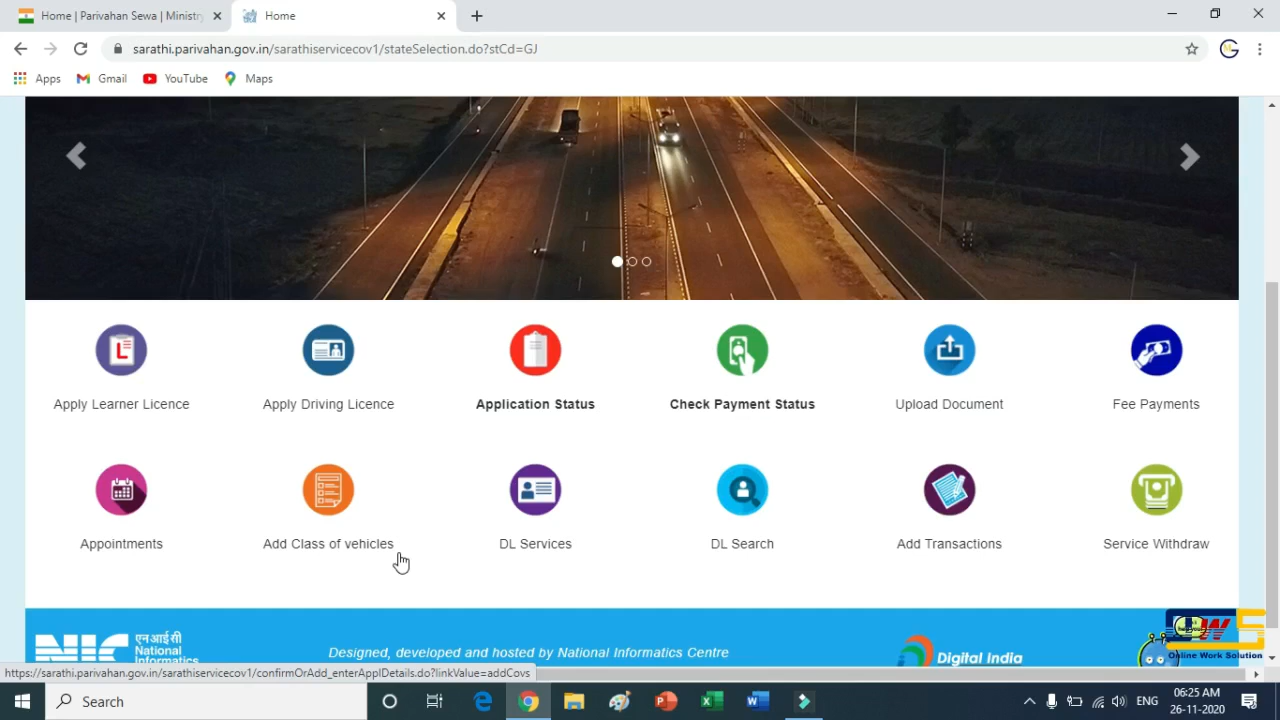 Home | Parivahan Sewa | Ministry
Home
sarathi.parivahan.gov.in/sarathiservicecov1/stateSelection.do?stCd=GJ
Apps Gmail YouTube Maps
Apply Learner Licence Apply Driving Licence Application Status Check Payment Status Upload Document Fee Payments
Appointments Add Class of vehicles DL Services DL Search Add Transactions Service Withdraw
एन आई सी
NIC National
Informatics
Designed, developed and hosted by National Informatics Centre
Digital India
OWS
Online Work Solution
https://sarathi.parivahan.gov.in/sarathiservicecov1/confirmOrAdd_enterApplDetails.do?linkValue=addCovs
Search
ENG
06:25 AM
26-11-2020